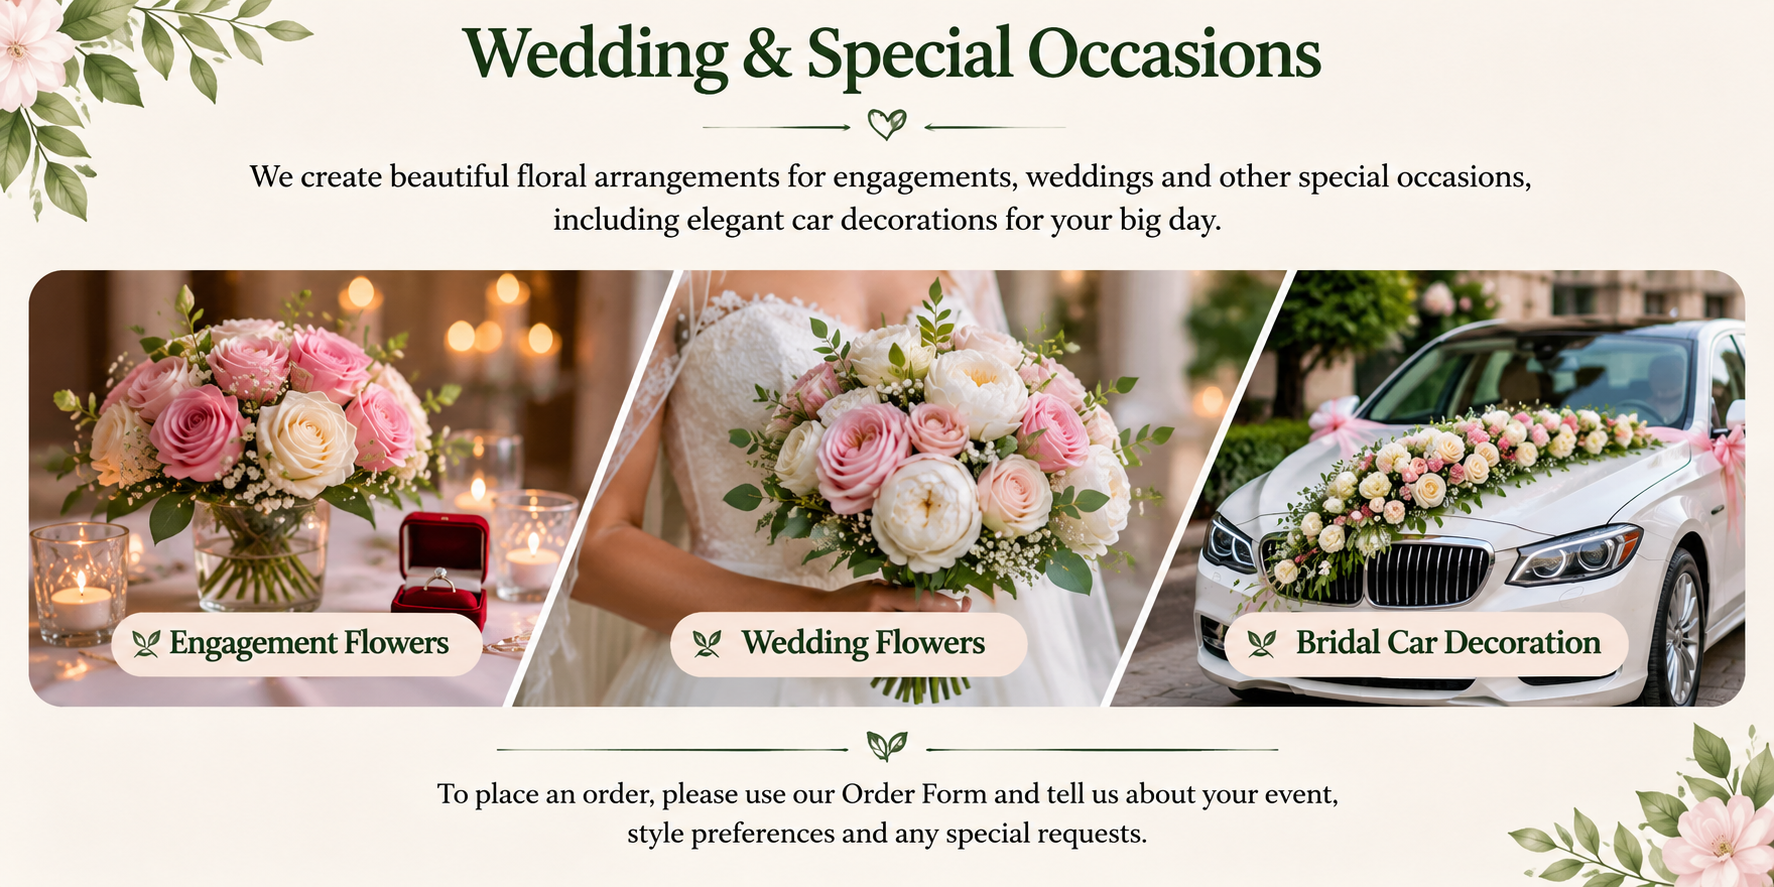 Wedding & Special Occasions
We create beautiful floral arrangements for engagements, weddings and other special occasions,
including elegant car decorations for your big day.
Engagement Flowers
Wedding Flowers
Bridal Car Decoration
To place an order, please use our Order Form and tell us about your event,
style preferences and any special requests.